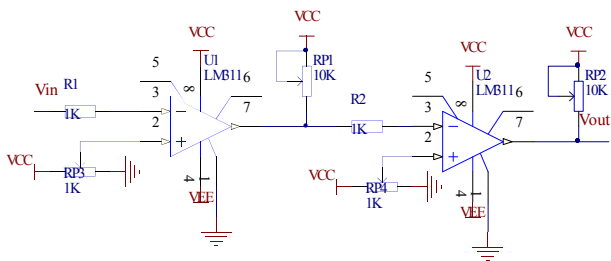 VCC
VCC
VCC
VCC
5
U1
LM311
6
8
RP1
10K
5
U2
LM311
6
8
RP2
10K
Vin
R1
1K
3
7
R2
1K
3
7
Vout
2
2
VCC
RP3
1K
4
1
VEE
VCC
RP4
1K
4
1
VEE